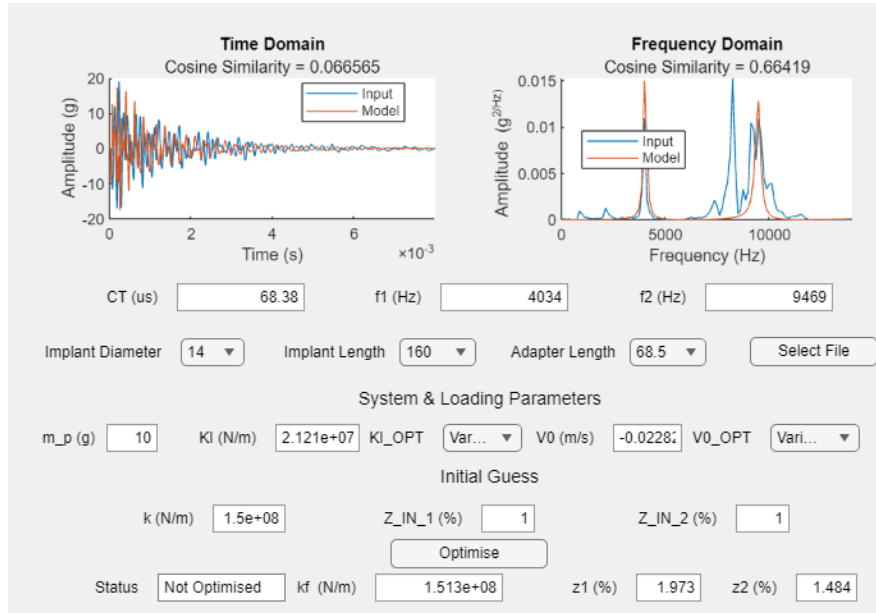 Time Domain
Cosine Similarity = 0.066565
20
10
0
-10
-20
Amplitude (g)
Input
Model
0 2 4 6
×10⁻³
Time (s)
Frequency Domain
Cosine Similarity = 0.66419
0.015
0.01
0.005
0
Amplitude (g^2/Hz)
Input
Model
0 5000 10000
Frequency (Hz)
CT (us) 68.38 f1 (Hz) 4034 f2 (Hz) 9469
Implant Diameter 14 Implant Length 160 Adapter Length 68.5 Select File
System & Loading Parameters
m_p (g) 10 KI (N/m) 2.121e+07 KI_OPT Var... V0 (m/s) -0.02282 V0_OPT Vari...
Initial Guess
k (N/m) 1.5e+08 Z_IN_1 (%) 1 Z_IN_2 (%) 1
Optimise
Status Not Optimised kf (N/m) 1.513e+08 z1 (%) 1.973 z2 (%) 1.484